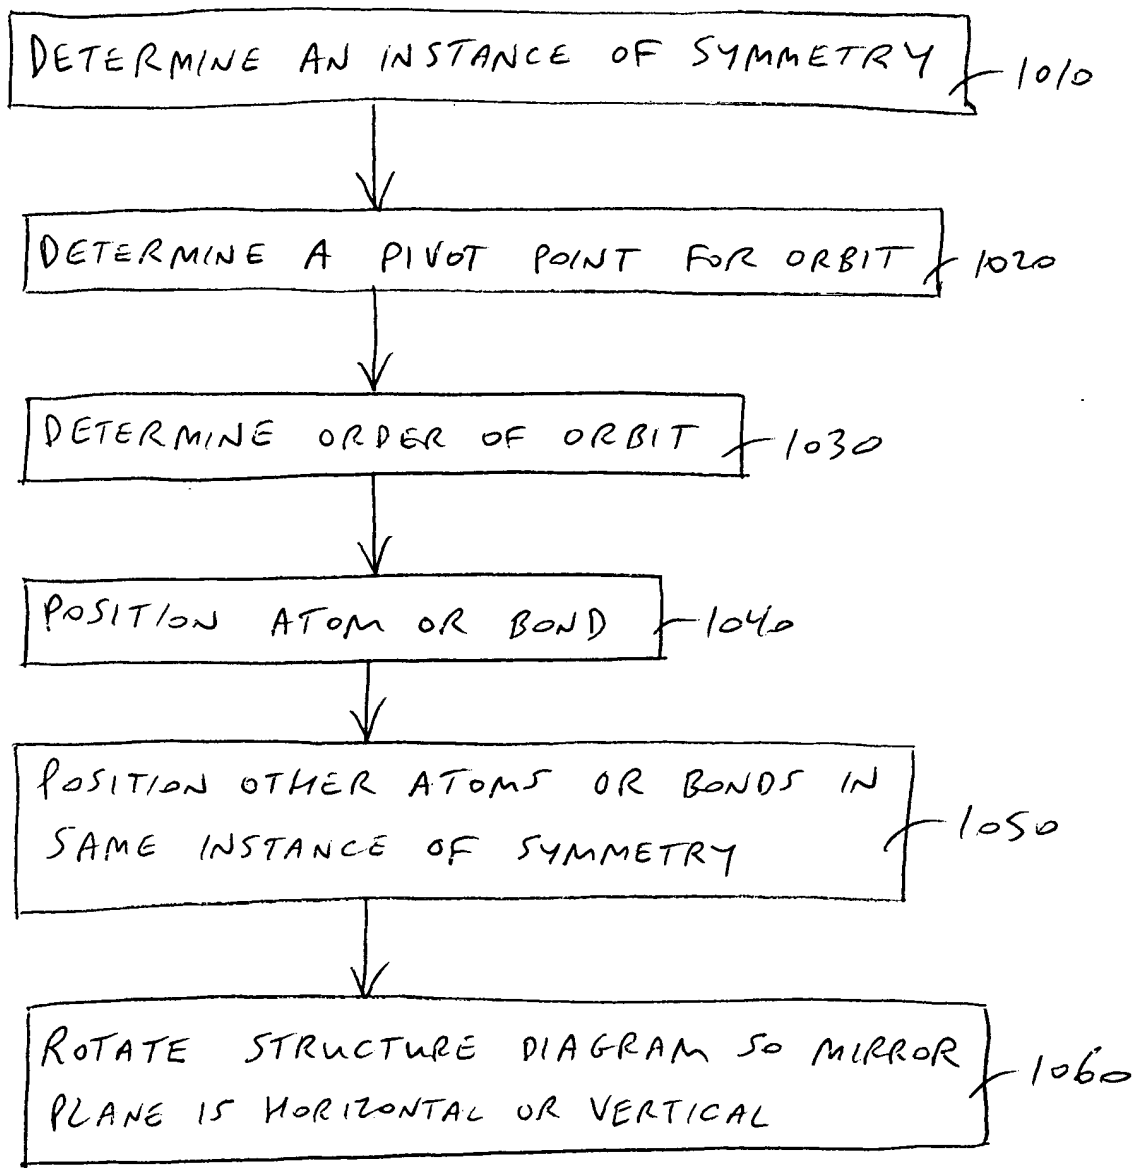 DETERMINE AN INSTANCE OF SYMMETRY
1010
DETERMINE A PIVOT POINT FOR ORBIT
1020
DETERMINE ORDER OF ORBIT
1030
POSITION ATOM OR BOND
1040
POSITION OTHER ATOMS OR BONDS IN
SAME INSTANCE OF SYMMETRY
1050
ROTATE STRUCTURE DIAGRAM SO MIRROR
PLANE IS HORIZONTAL OR VERTICAL
1060